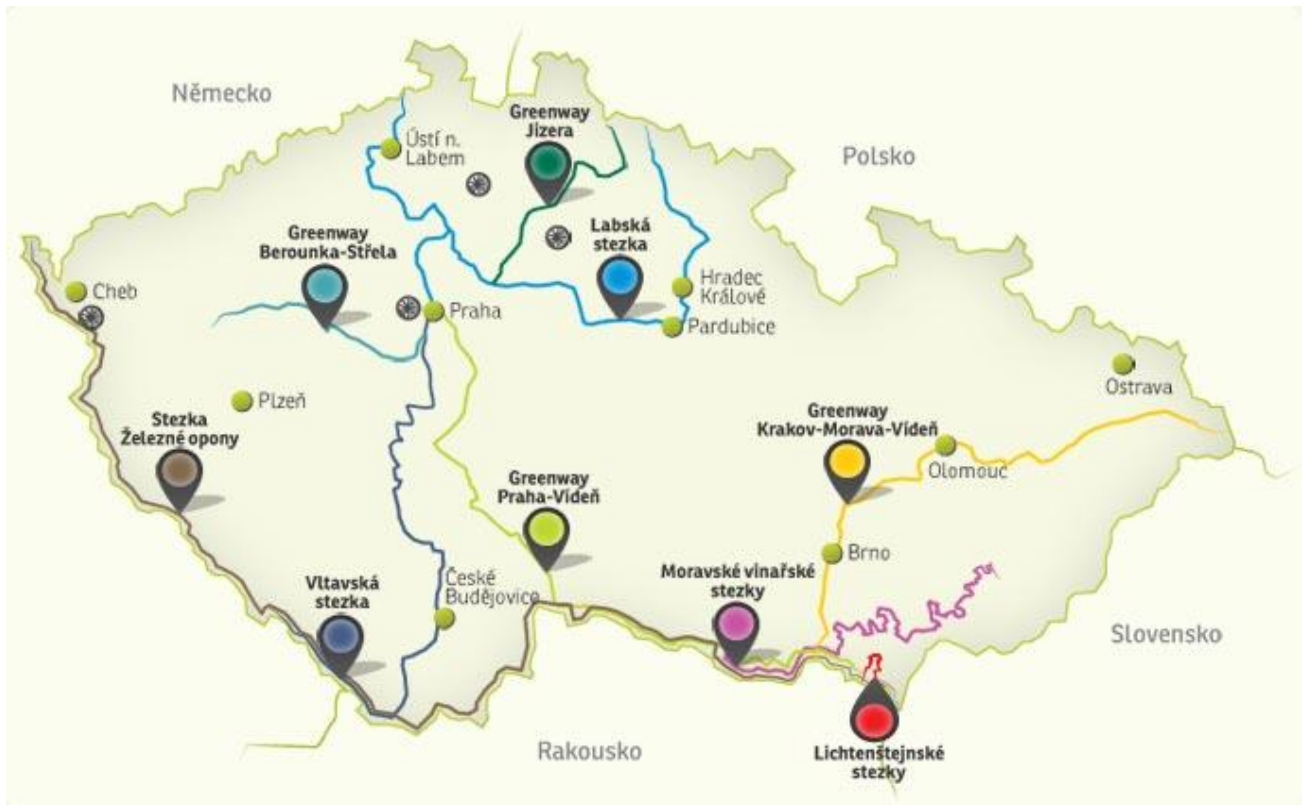 Německo
Greenway
Jizera
Ústí n.
Labem
Polsko
Greenway
Berounka-Střela
Labská
stezka
Cheb
Hradec
Králové
Praha
Pardubice
Ostrava
Plzeň
Stezka
Železné opony
Greenway
Krakov-Morava-Vídeň
Olomouc
Greenway
Praha-Vídeň
Brno
Moravské vinařské
stezky
Vltavská
stezka
České
Budějovice
Slovensko
Rakousko
Lichtenštejnské
stezky